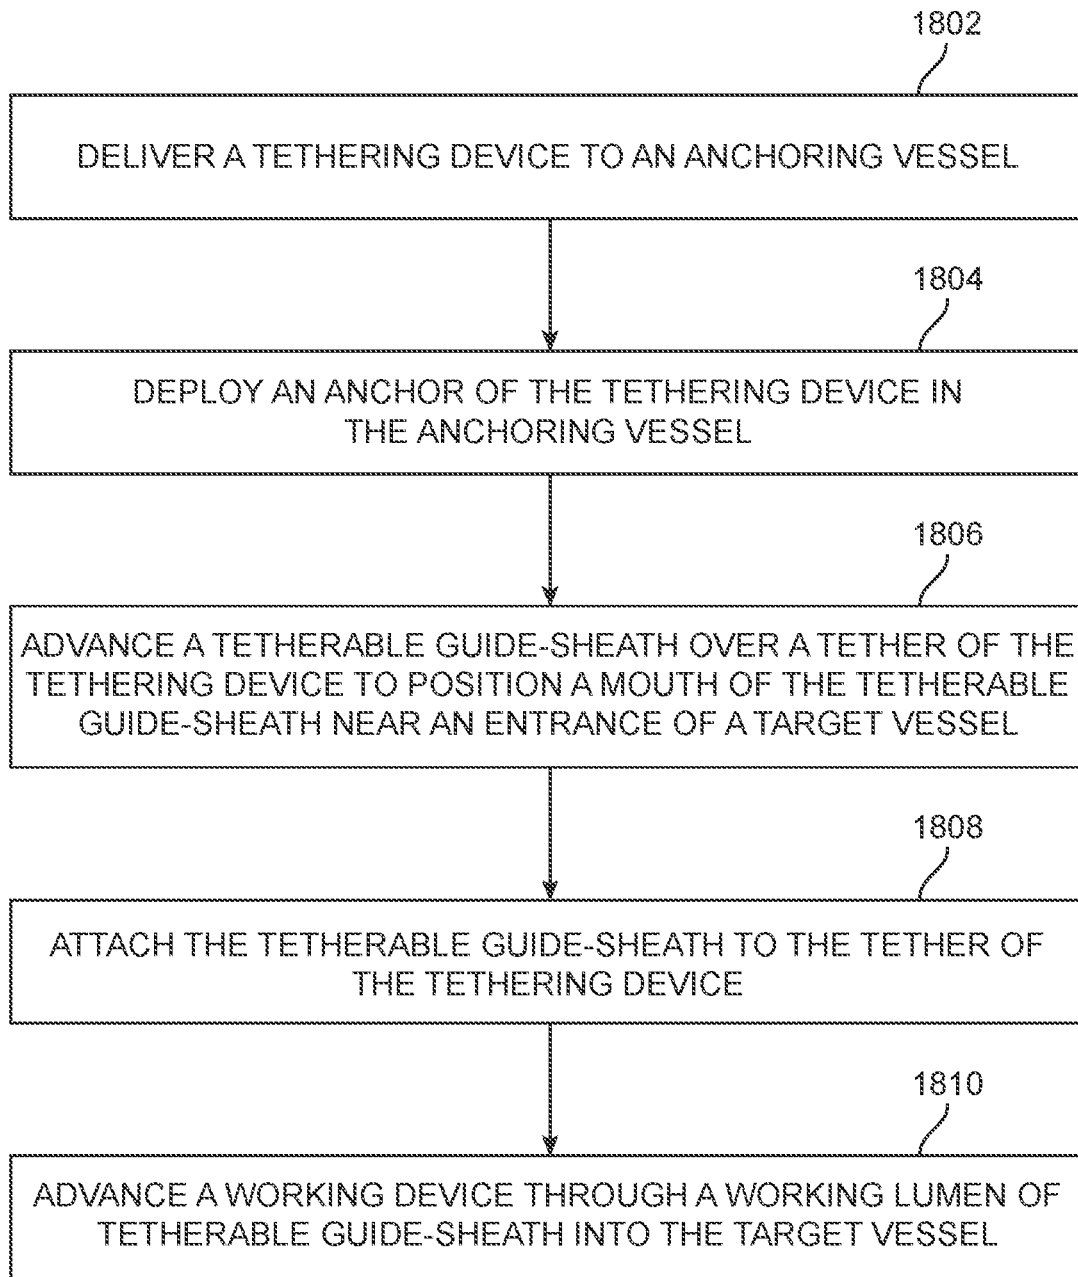 1802
DELIVER A TETHERING DEVICE TO AN ANCHORING VESSEL
1804
DEPLOY AN ANCHOR OF THE TETHERING DEVICE IN
THE ANCHORING VESSEL
1806
ADVANCE A TETHERABLE GUIDE-SHEATH OVER A TETHER OF THE
TETHERING DEVICE TO POSITION A MOUTH OF THE TETHERABLE
GUIDE-SHEATH NEAR AN ENTRANCE OF A TARGET VESSEL
1808
ATTACH THE TETHERABLE GUIDE-SHEATH TO THE TETHER OF
THE TETHERING DEVICE
1810
ADVANCE A WORKING DEVICE THROUGH A WORKING LUMEN OF
TETHERABLE GUIDE-SHEATH INTO THE TARGET VESSEL